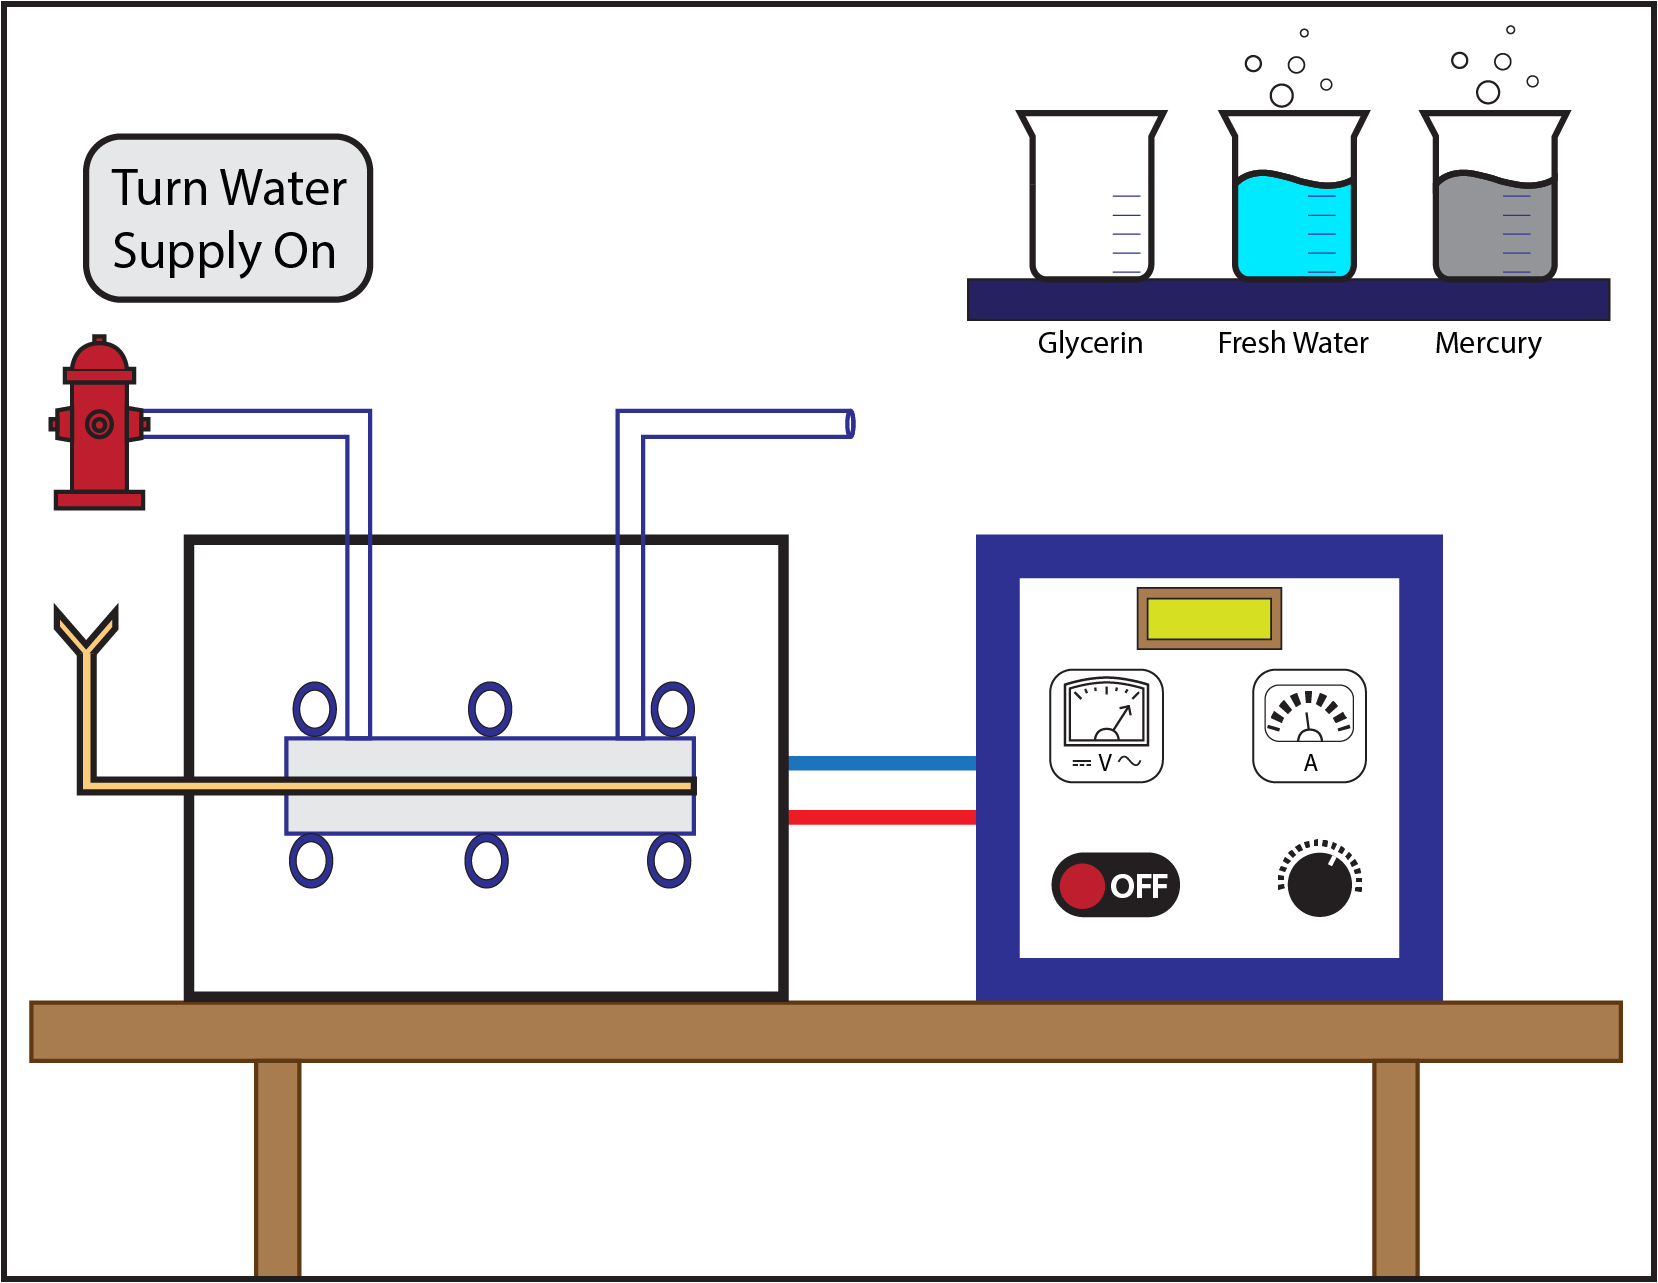 Turn Water
Supply On
Glycerin
Fresh Water
Mercury
V
A
OFF